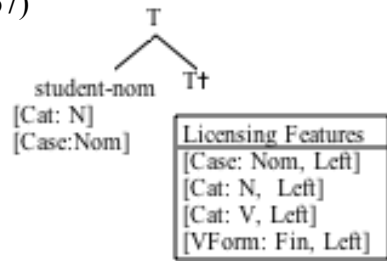 T
student-nom T†
[Cat: N]
[Case:Nom]
Licensing Features
[Case: Nom, Left]
[Cat: N, Left]
[Cat: V, Left]
[VForm: Fin, Left]